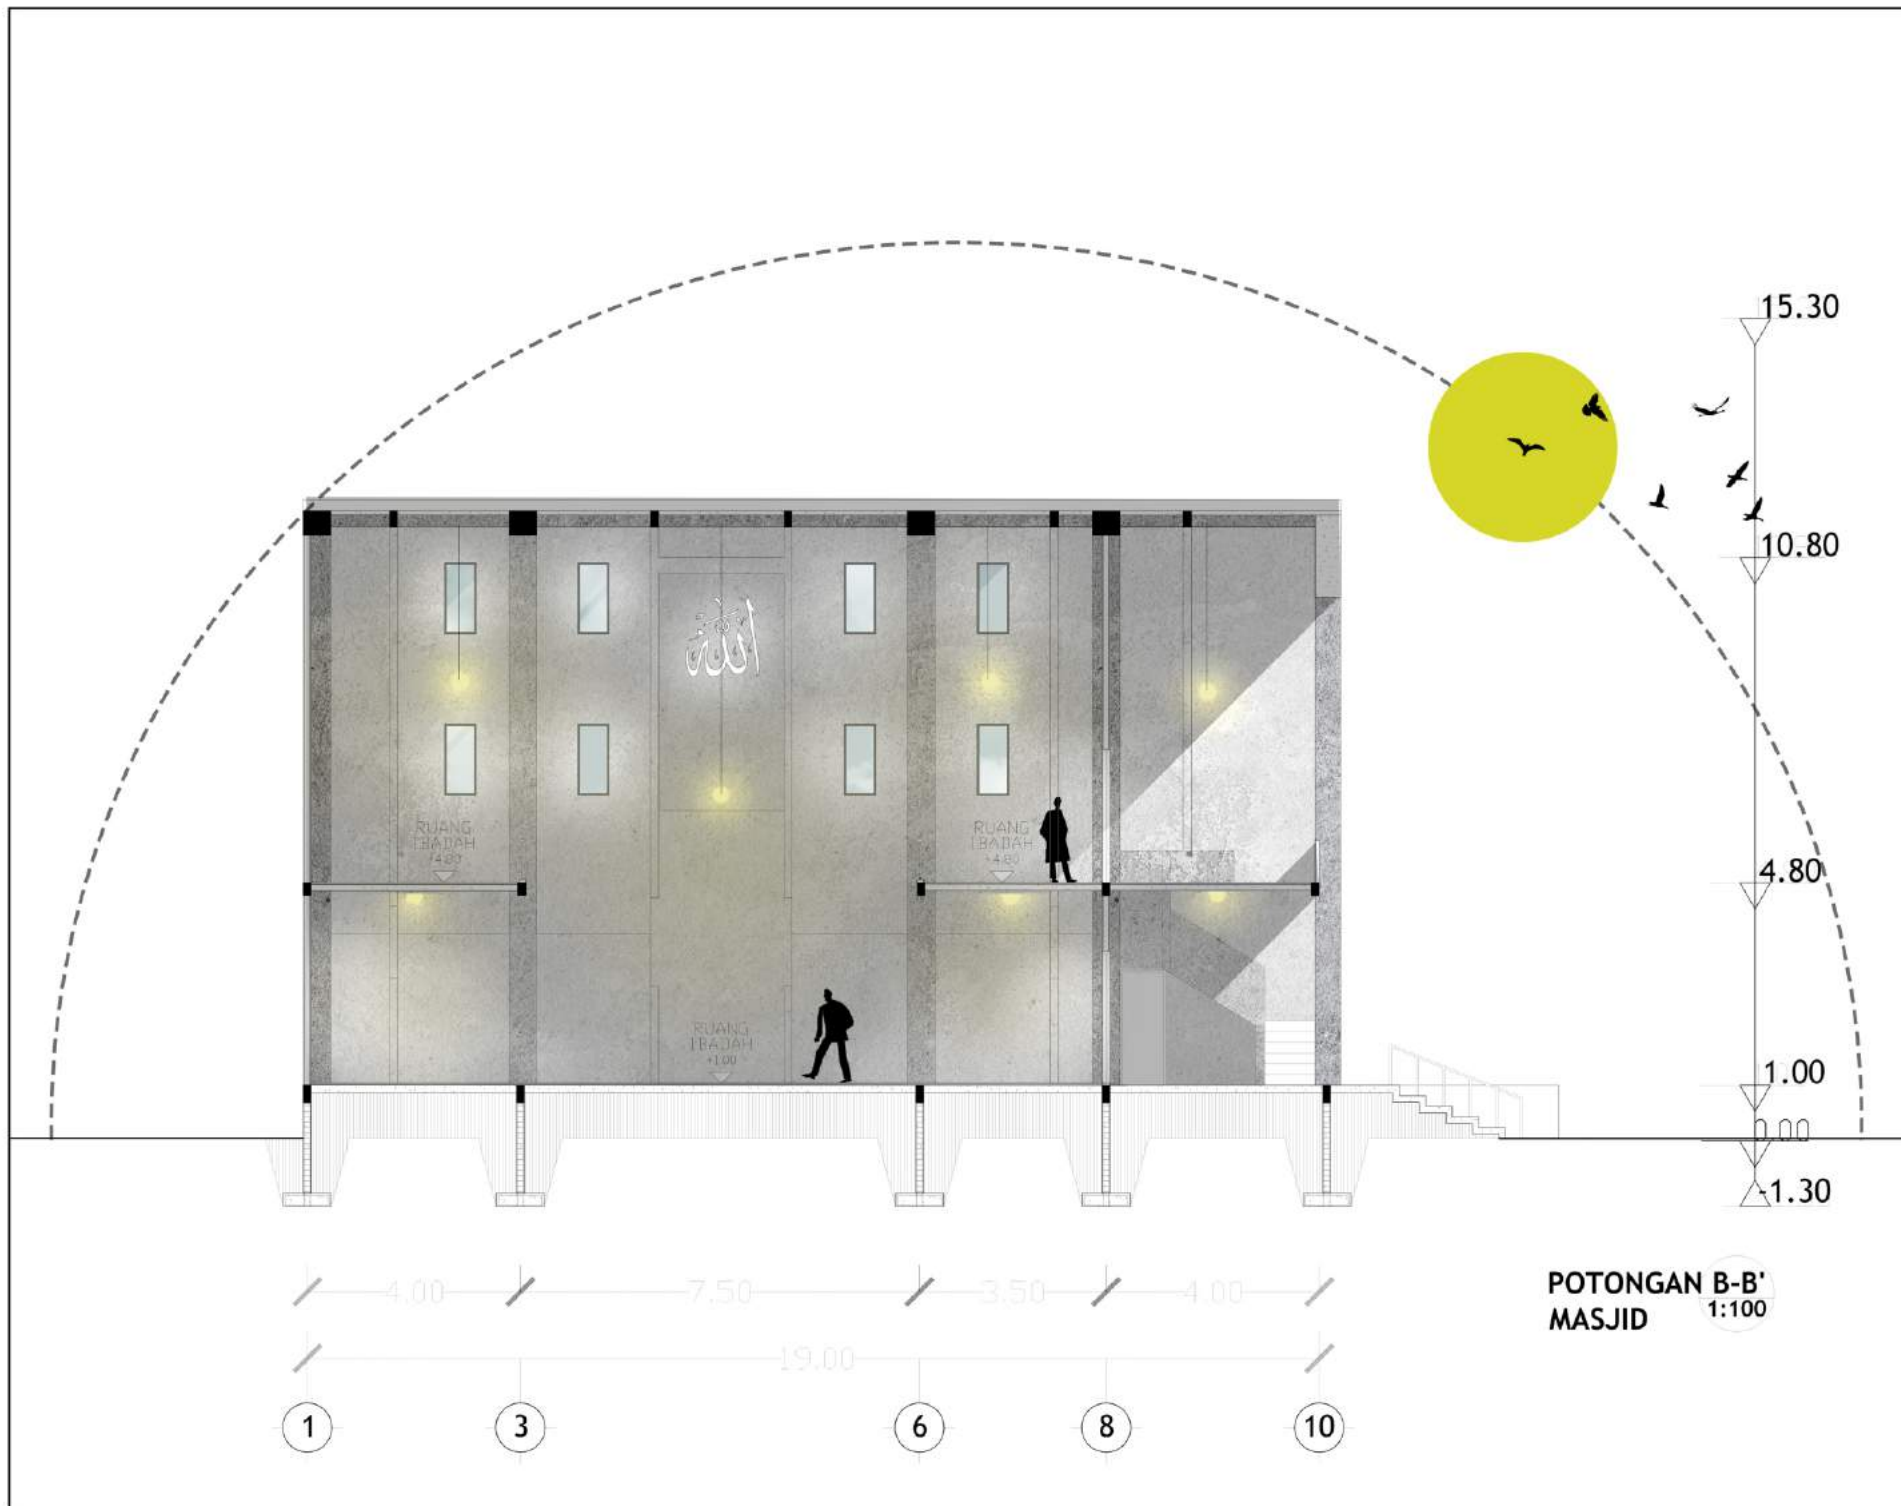 15.30
10.80
الله
RUANG
IBADAH
+4.80
RUANG
IBADAH
+4.80
4.80
RUANG
IBADAH
+1.00
1.00
-1.30
4.00
7.50
3.50
4.00
19.00
POTONGAN B-B'
MASJID
1:100
1
3
6
8
10